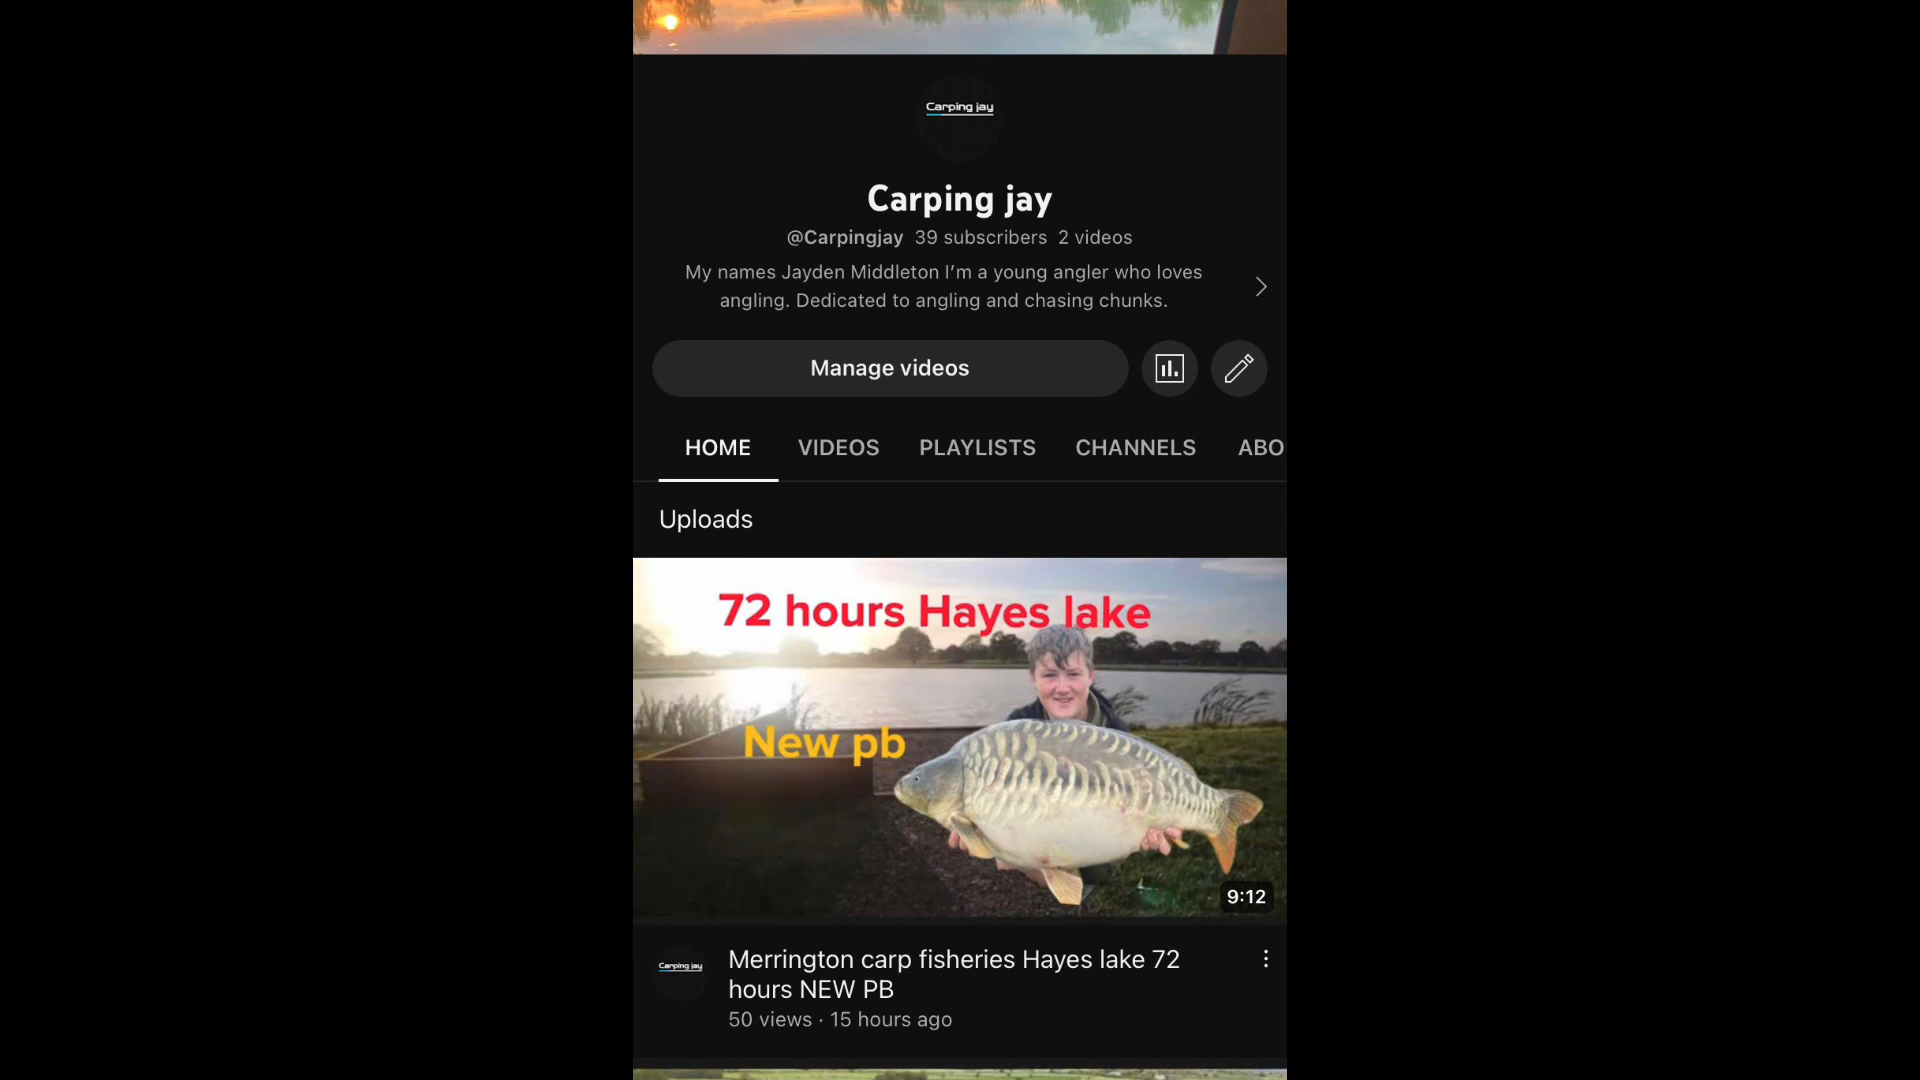 Carping jay
Carping jay
@Carpingjay 39 subscribers 2 videos
My names Jayden Middleton I’m a young angler who loves
angling. Dedicated to angling and chasing chunks.
Manage videos
HOME VIDEOS PLAYLISTS CHANNELS ABO
Uploads
72 hours Hayes lake
New pb
9:12
Carping jay
Merrington carp fisheries Hayes lake 72
hours NEW PB
50 views · 15 hours ago